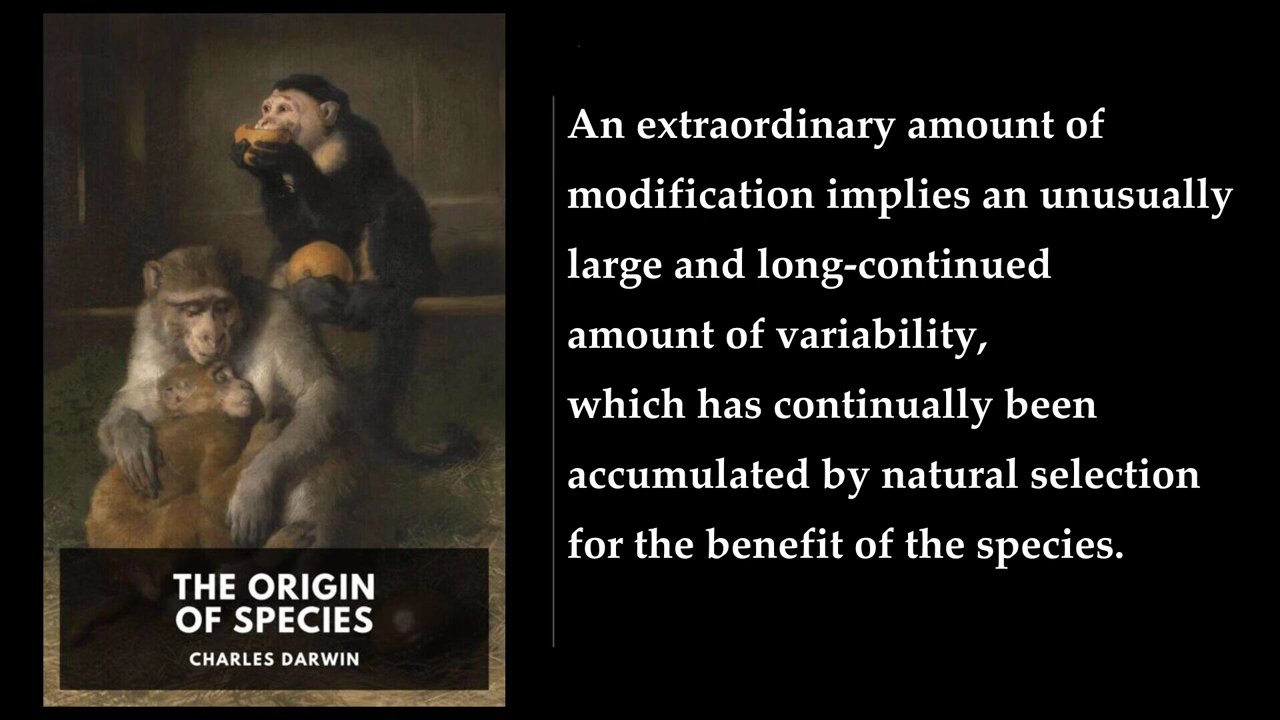 THE ORIGIN
OF SPECIES
CHARLES DARWIN
An extraordinary amount of
modification implies an unusually
large and long-continued
amount of variability,
which has continually been
accumulated by natural selection
for the benefit of the species.